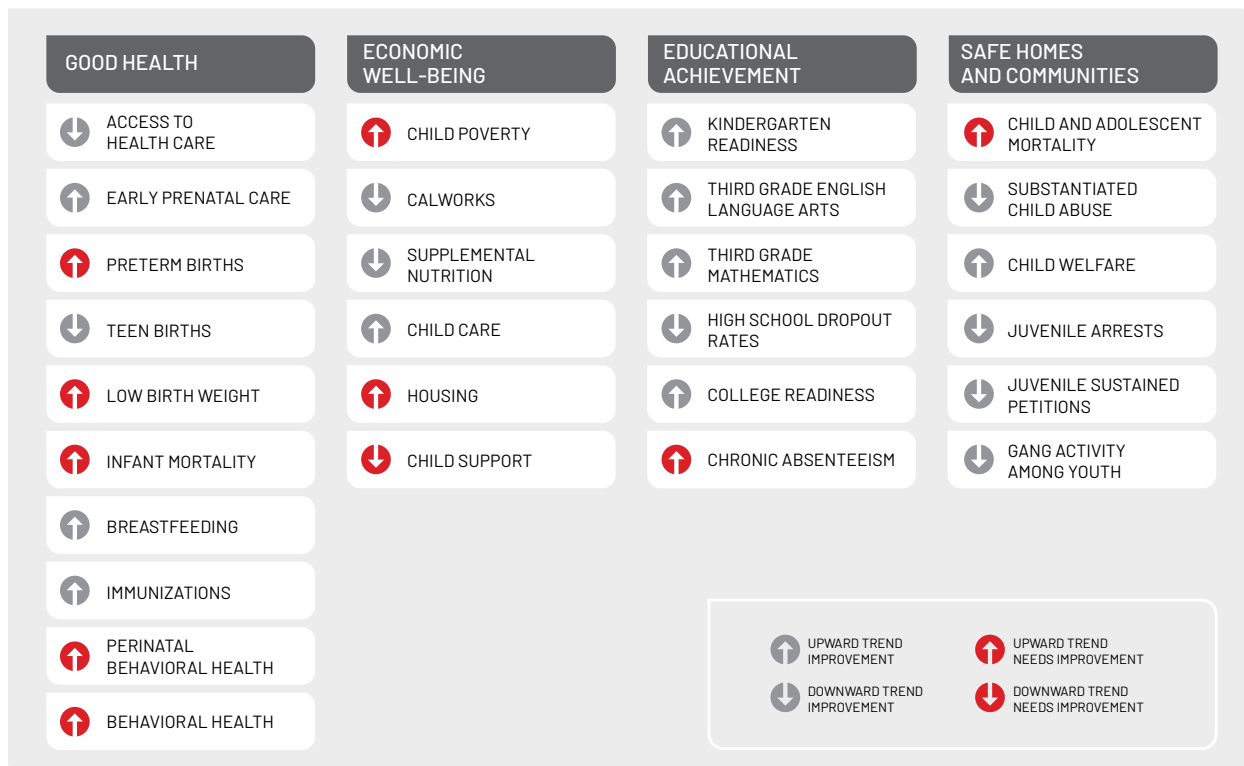 GOOD HEALTH
ACCESS TO
HEALTH CARE
EARLY PRENATAL CARE
PRETERM BIRTHS
TEEN BIRTHS
LOW BIRTH WEIGHT
INFANT MORTALITY
BREASTFEEDING
IMMUNIZATIONS
PERINATAL
BEHAVIORAL HEALTH
BEHAVIORAL HEALTH
ECONOMIC
WELL-BEING
CHILD POVERTY
CALWORKS
SUPPLEMENTAL
NUTRITION
CHILD CARE
HOUSING
CHILD SUPPORT
EDUCATIONAL
ACHIEVEMENT
KINDERGARTEN
READINESS
THIRD GRADE ENGLISH
LANGUAGE ARTS
THIRD GRADE
MATHEMATICS
HIGH SCHOOL DROPOUT
RATES
COLLEGE READINESS
CHRONIC ABSENTEEISM
SAFE HOMES
AND COMMUNITIES
CHILD AND ADOLESCENT
MORTALITY
SUBSTANTIATED
CHILD ABUSE
CHILD WELFARE
JUVENILE ARRESTS
JUVENILE SUSTAINED
PETITIONS
GANG ACTIVITY
AMONG YOUTH
UPWARD TREND
IMPROVEMENT
DOWNWARD TREND
IMPROVEMENT
UPWARD TREND
NEEDS IMPROVEMENT
DOWNWARD TREND
NEEDS IMPROVEMENT